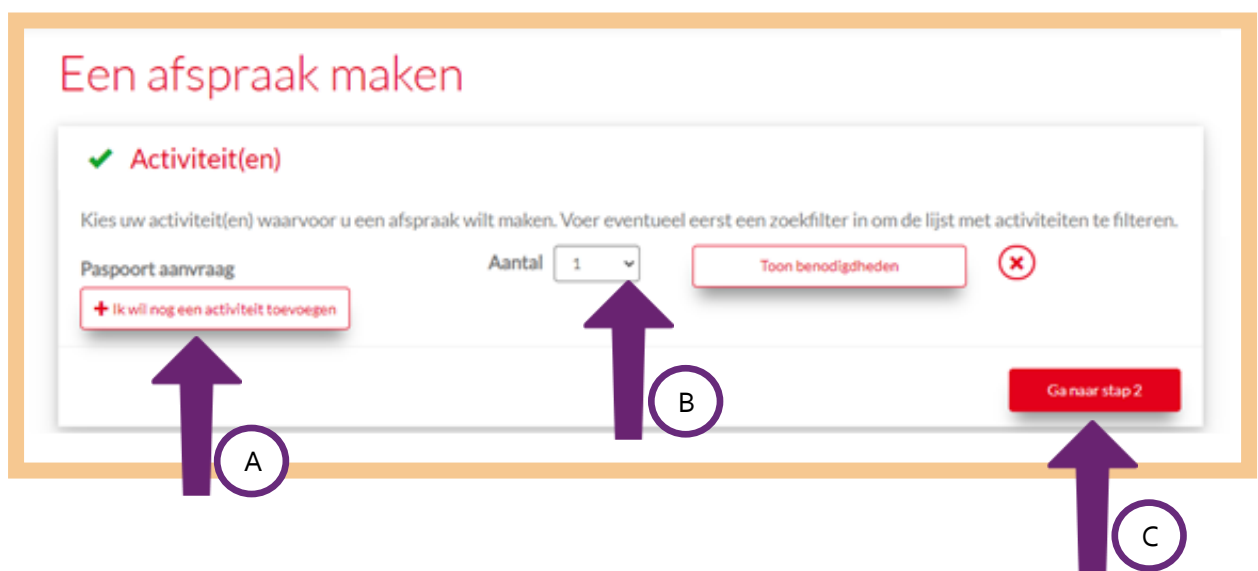 Een afspraak maken
Activiteit(en)
Kies uw activiteit(en) waarvoor u een afspraak wilt maken. Voer eventueel eerst een zoekfilter in om de lijst met activiteiten te filteren.
Paspoort aanvraag
Aantal 1
Toon benodigdheden
+ Ik wil nog een activiteit toevoegen
Ga naar stap 2
B
A
C